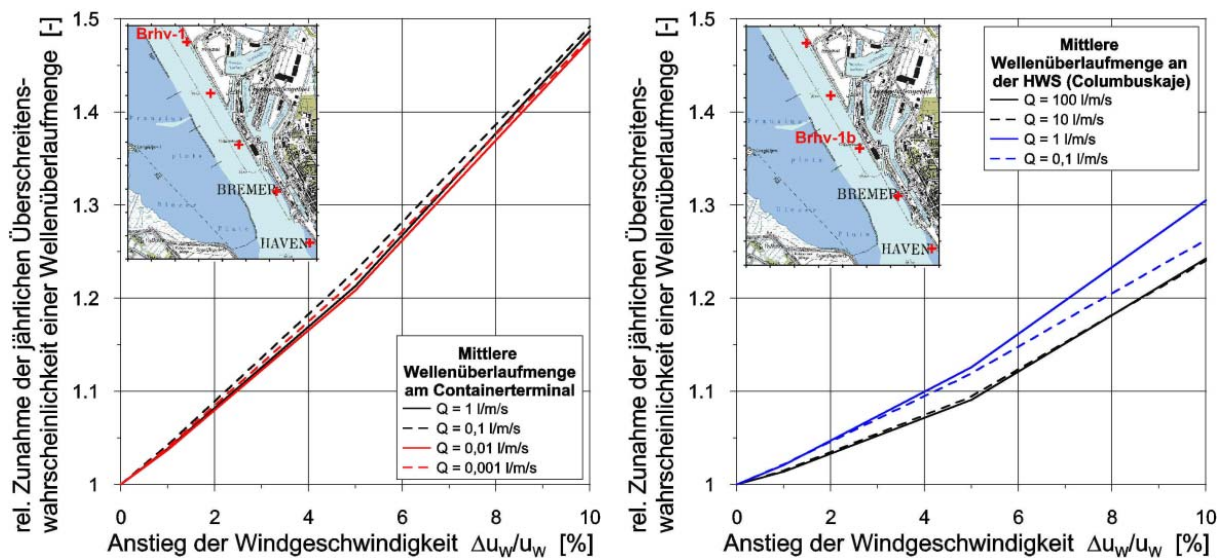 rel. Zunahme der jährlichen Überschreitens-
wahrscheinlichkeit einer Wellenüberlaufmenge [-]
1.5
1.4
1.3
1.2
1.1
1
Brhv-1
BREMER
HAVEN
Mittlere
Wellenüberlaufmenge
am Containerterminal
Q = 1 l/m/s
Q = 0,1 l/m/s
Q = 0,01 l/m/s
Q = 0,001 l/m/s
0 2 4 6 8 10
Anstieg der Windgeschwindigkeit Δuw/uw [%]
rel. Zunahme der jährlichen Überschreitens-
wahrscheinlichkeit einer Wellenüberlaufmenge [-]
1.5
1.4
1.3
1.2
1.1
1
Brhv-1b
BREMER
HAVEN
Mittlere
Wellenüberlaufmenge an
der HWS (Columbuskaje)
Q = 100 l/m/s
Q = 10 l/m/s
Q = 1 l/m/s
Q = 0,1 l/m/s
0 2 4 6 8 10
Anstieg der Windgeschwindigkeit Δuw/uw [%]